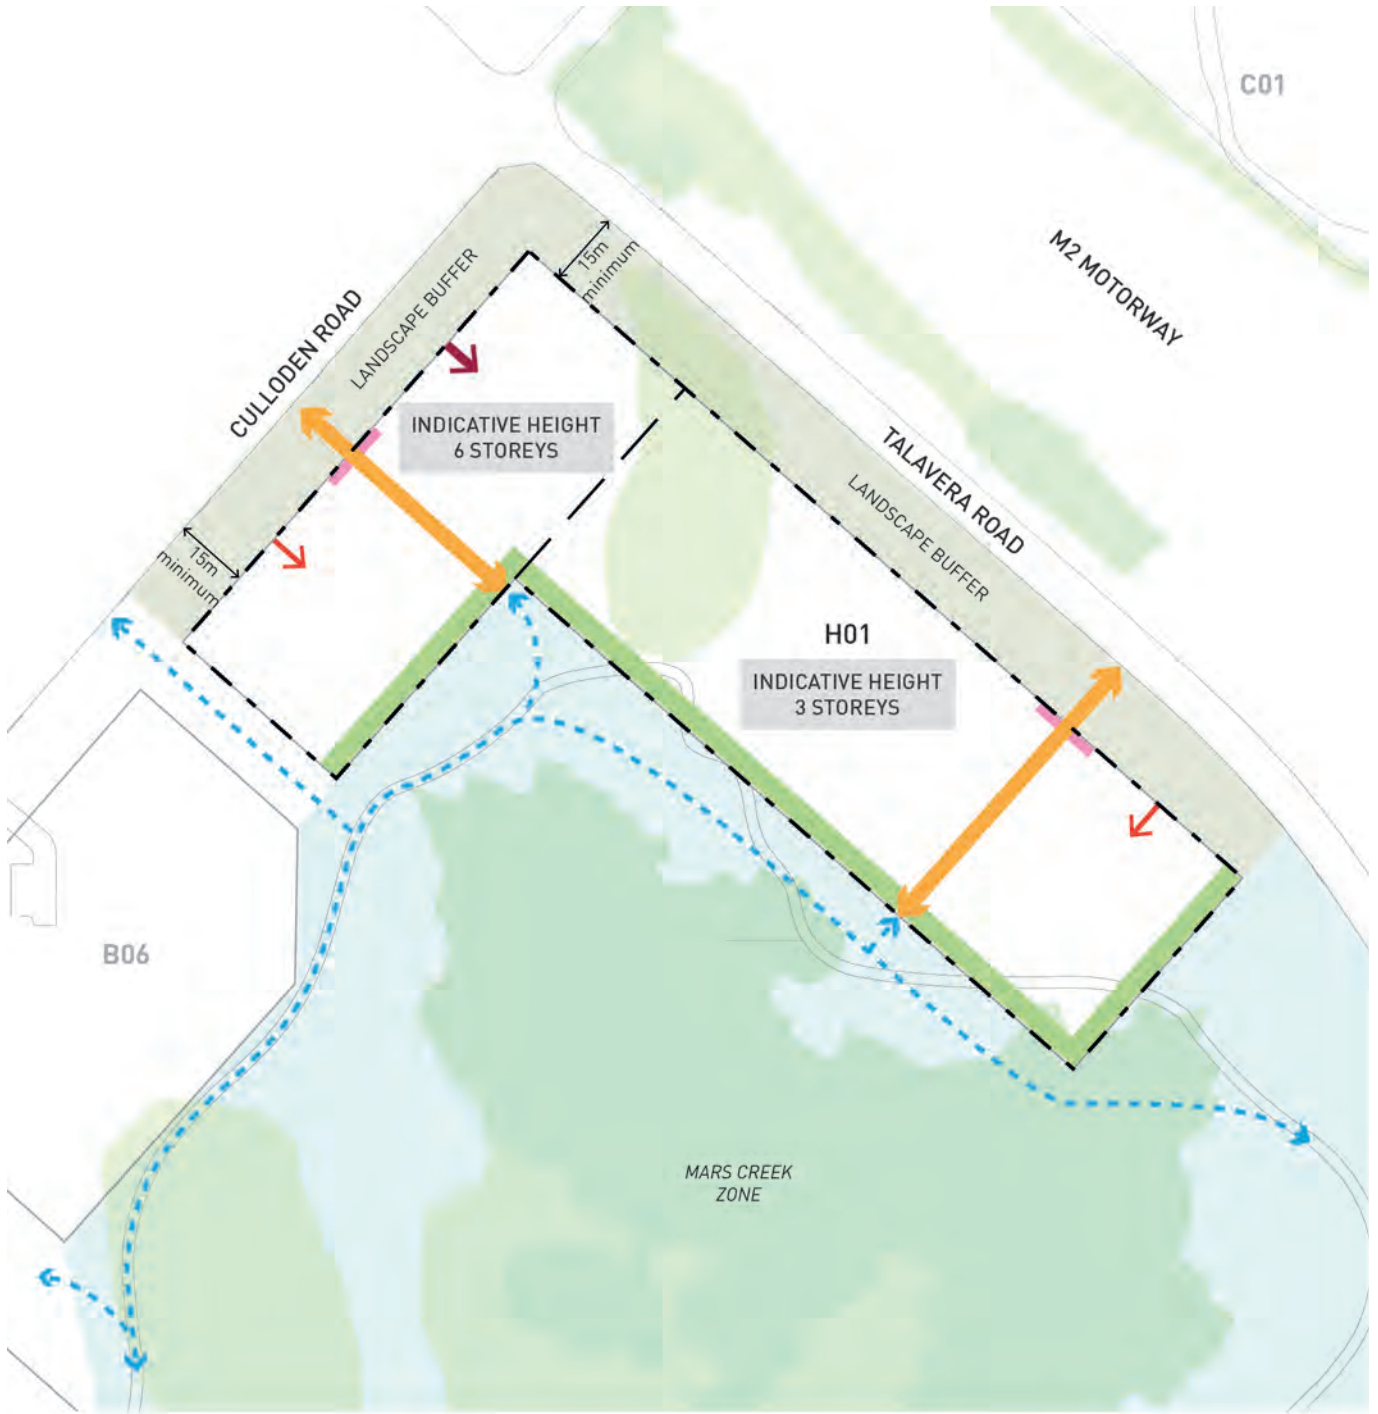 C01
M2 MOTORWAY
15m
minimum
LANDSCAPE BUFFER
CULLODEN ROAD
INDICATIVE HEIGHT
6 STOREYS
TALAVERA ROAD
LANDSCAPE BUFFER
15m
minimum
H01
INDICATIVE HEIGHT
3 STOREYS
B06
MARS CREEK
ZONE